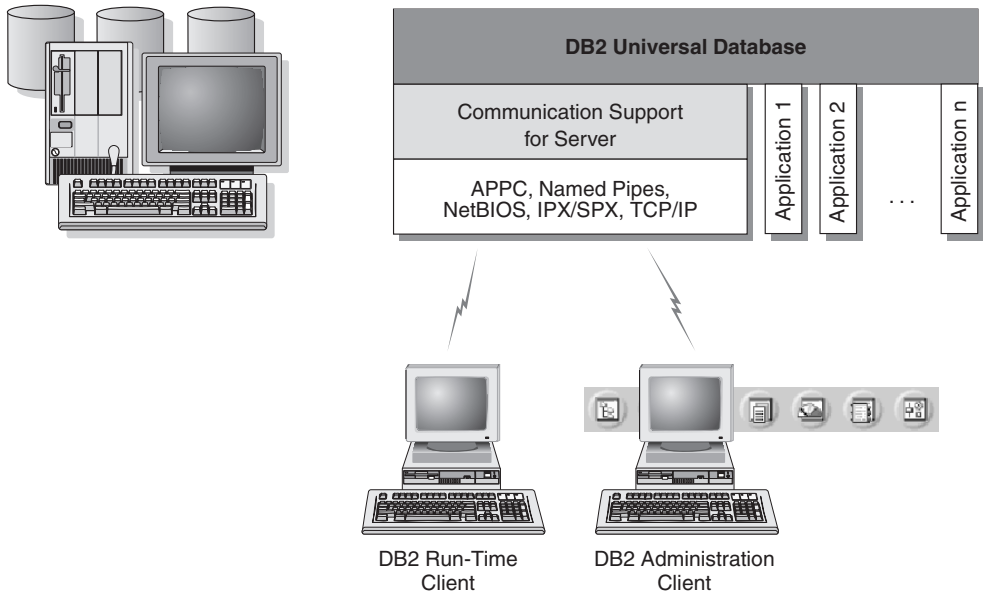 DB2 Universal Database
Communication Support
for Server
APPC, Named Pipes,
NetBIOS, IPX/SPX, TCP/IP
Application 1
Application 2
. . .
Application n
DB2 Run-Time
Client
DB2 Administration
Client